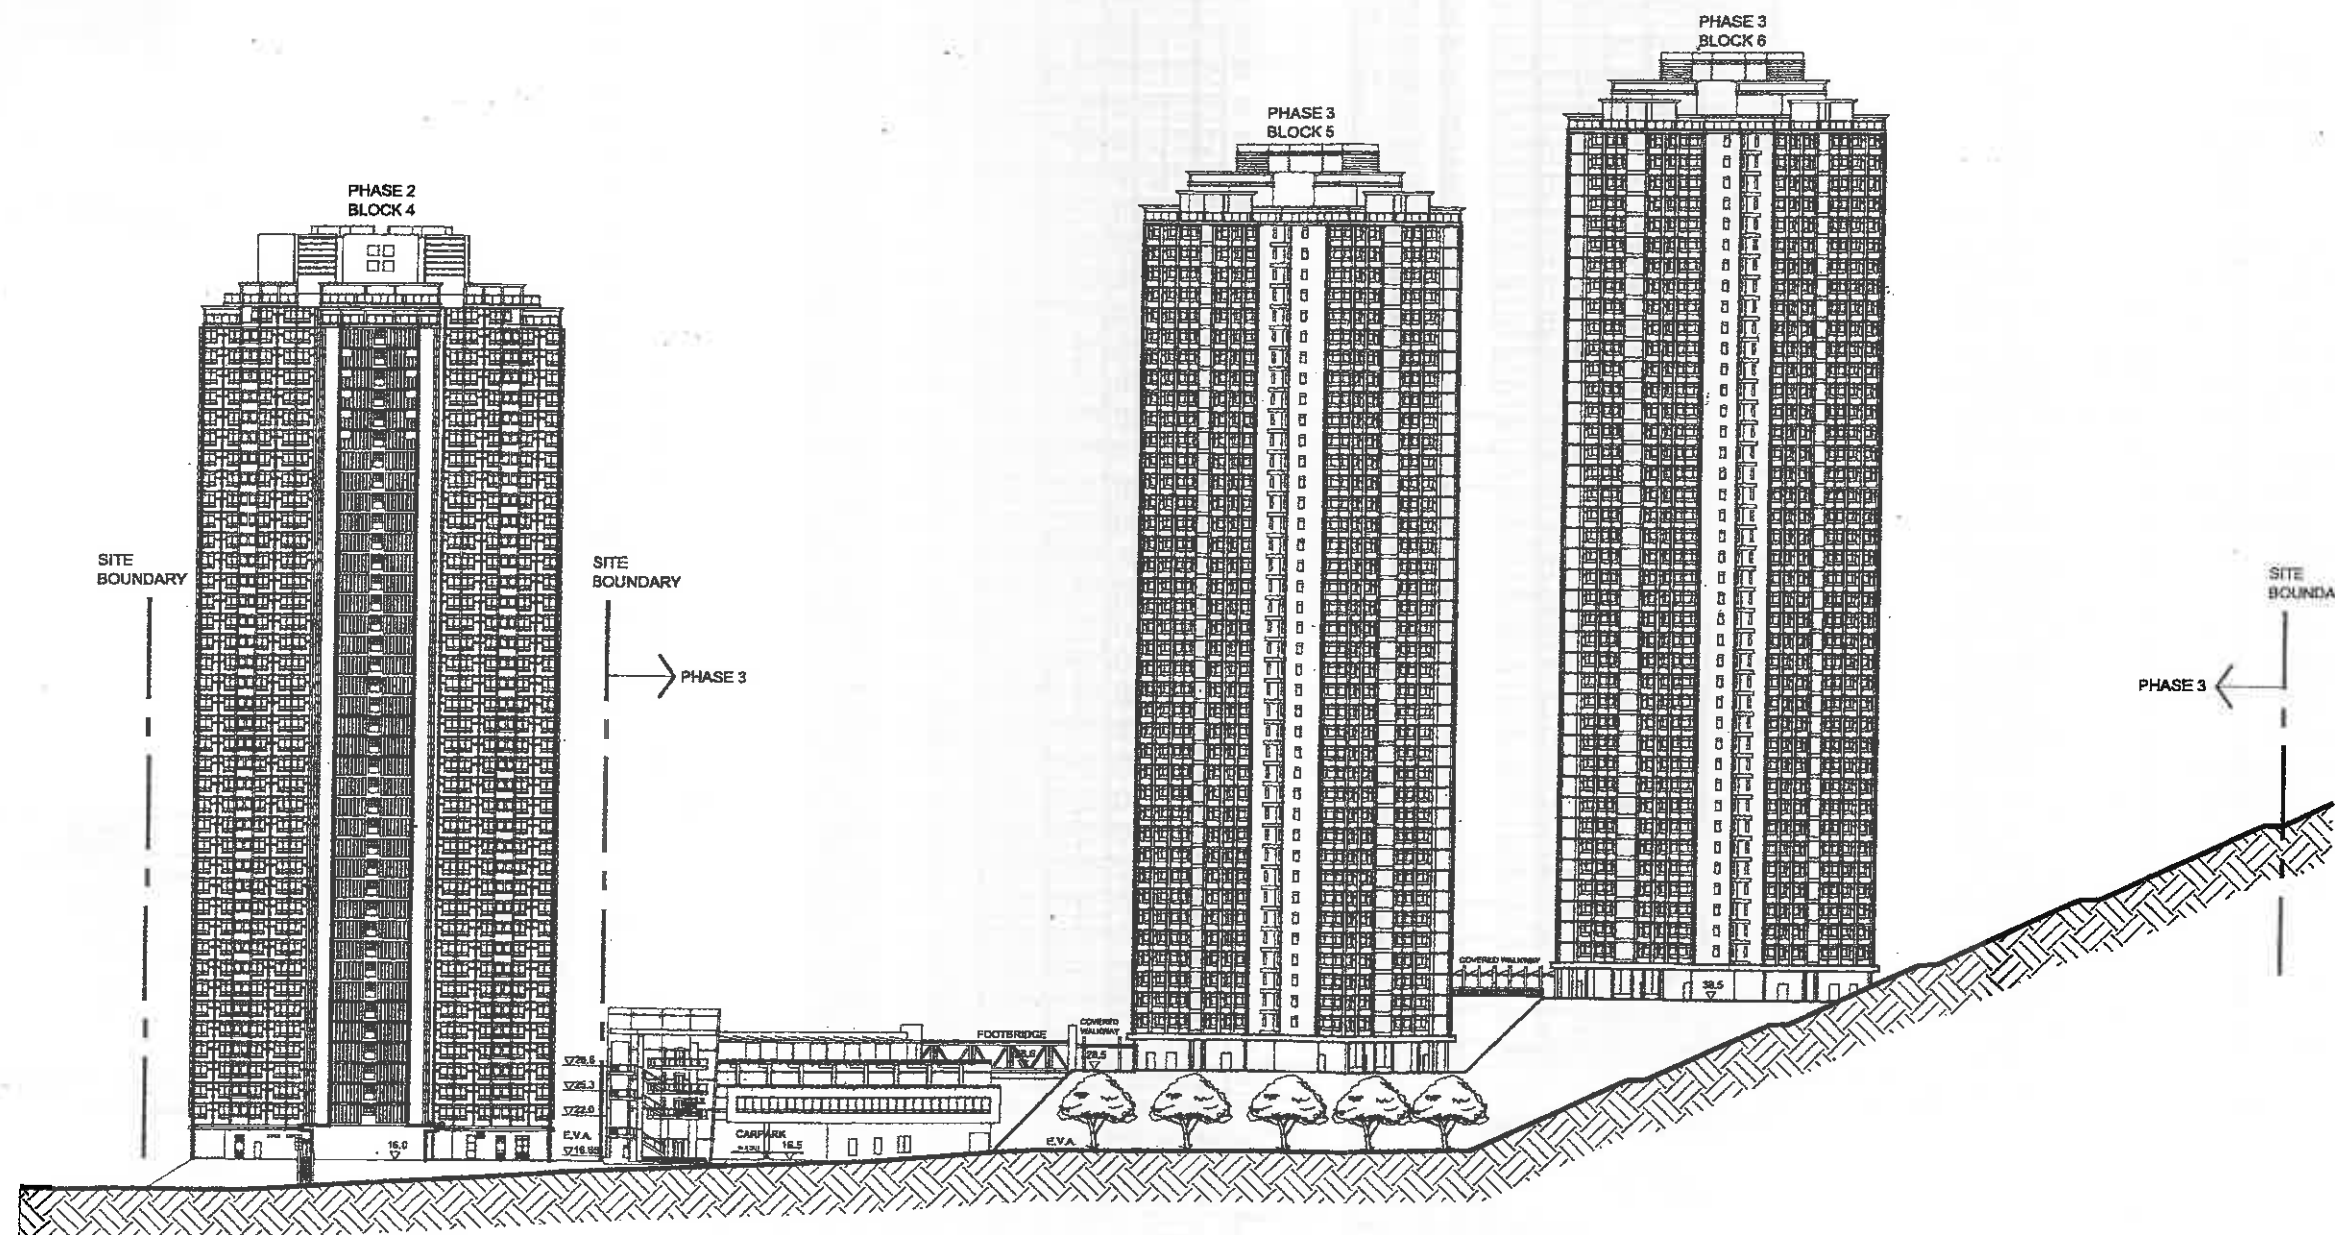 PHASE 3
BLOCK 6
PHASE 3
BLOCK 5
PHASE 2
BLOCK 4
SITE
BOUNDARY
SITE
BOUNDARY
SITE
BOUNDA
PHASE 3
PHASE 3
COVERED WALKWAY
38.5
FOOTBRIDGE
COVERED
WALKWAY
28.5
25.3
22.0
E.V.A.
16.0
CARPARK
16.5
E.V.A.